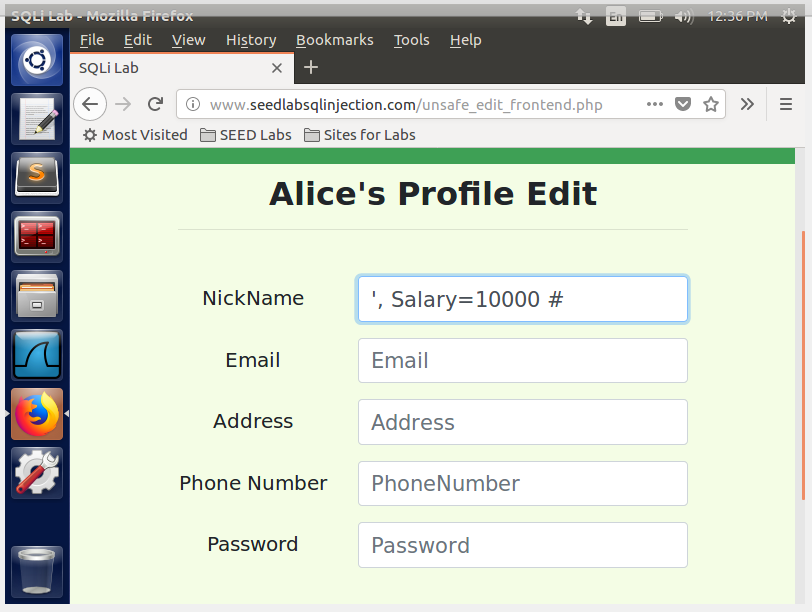 SQLi Lab - Mozilla Firefox En 12:36 PM
File Edit View History Bookmarks Tools Help
SQLi Lab
www.seedlabsqlinjection.com/unsafe_edit_frontend.php
Most Visited SEED Labs Sites for Labs
Alice's Profile Edit
NickName ', Salary=10000 #
Email Email
Address Address
Phone Number PhoneNumber
Password Password